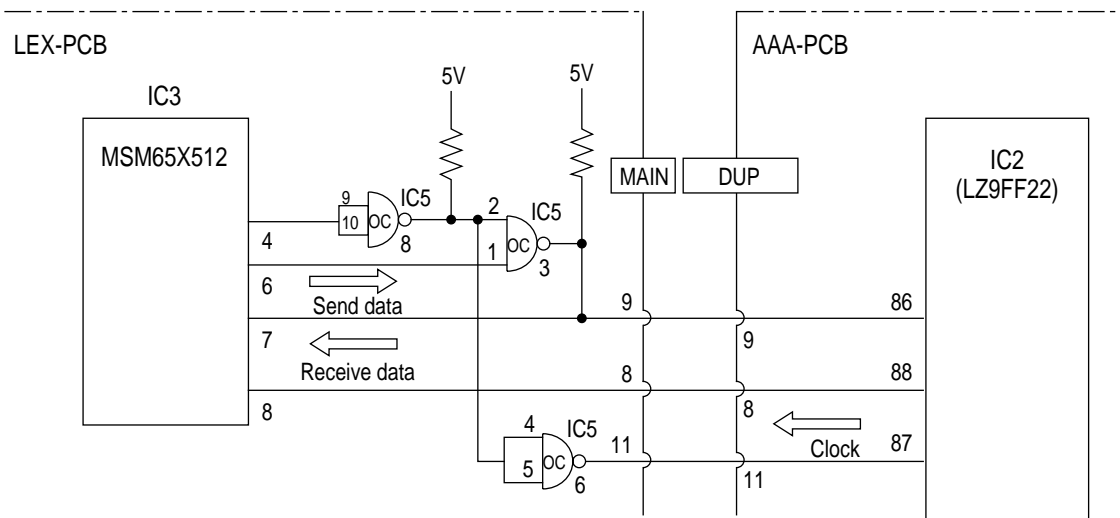 LEX-PCB
AAA-PCB
5V
5V
IC3
MSM65X512
MAIN
DUP
IC2
(LZ9FF22)
9
10
OC
IC5
8
2
1
OC
IC5
3
4
6
Send data
9
86
7
9
Receive data
8
88
8
8
4
5
OC
IC5
6
11
Clock
87
11